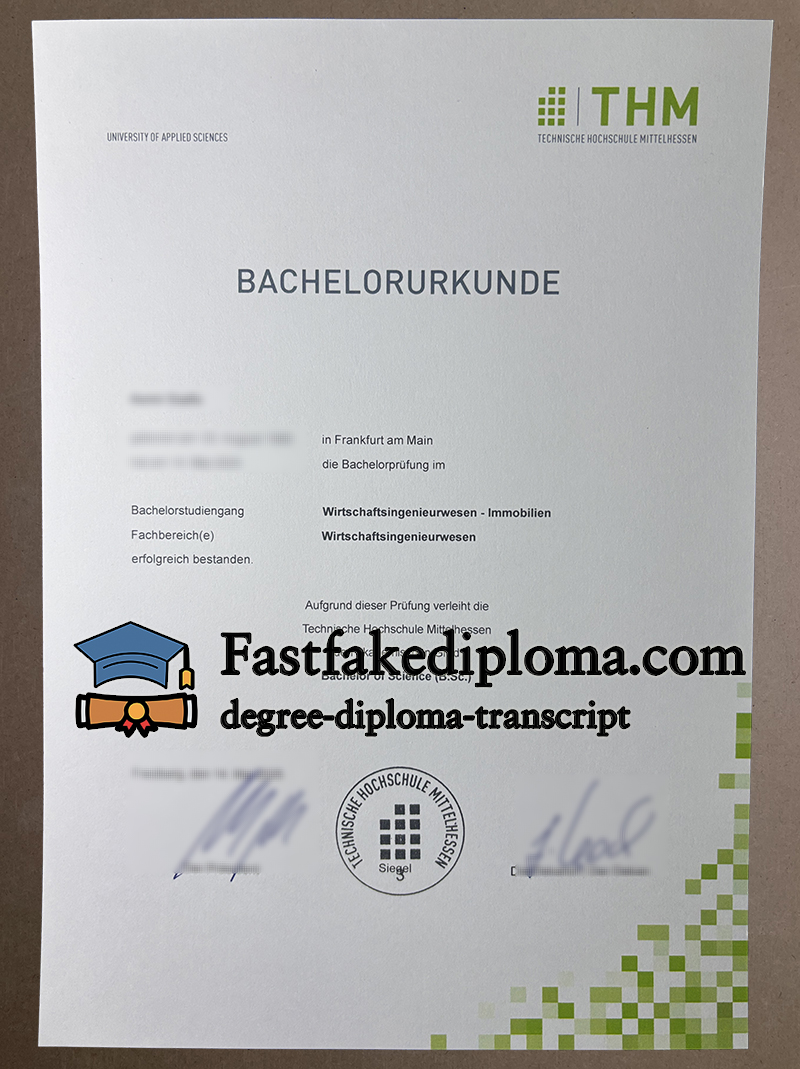 UNIVERSITY OF APPLIED SCIENCES
THM
TECHNISCHE HOCHSCHULE MITTELHESSEN
BACHELORURKUNDE
in Frankfurt am Main
die Bachelorprüfung im
Bachelorstudiengang Wirtschaftsingenieurwesen - Immobilien
Fachbereich(e) Wirtschaftsingenieurwesen
erfolgreich bestanden.
Aufgrund dieser Prüfung verleiht die
Technische Hochschule Mittelhessen
Fastfakediploma.com
Bachelor of Science (B.Sc.)
degree-diploma-transcript
TECHNISCHE HOCHSCHULE MITTELHESSEN
Siegel
3